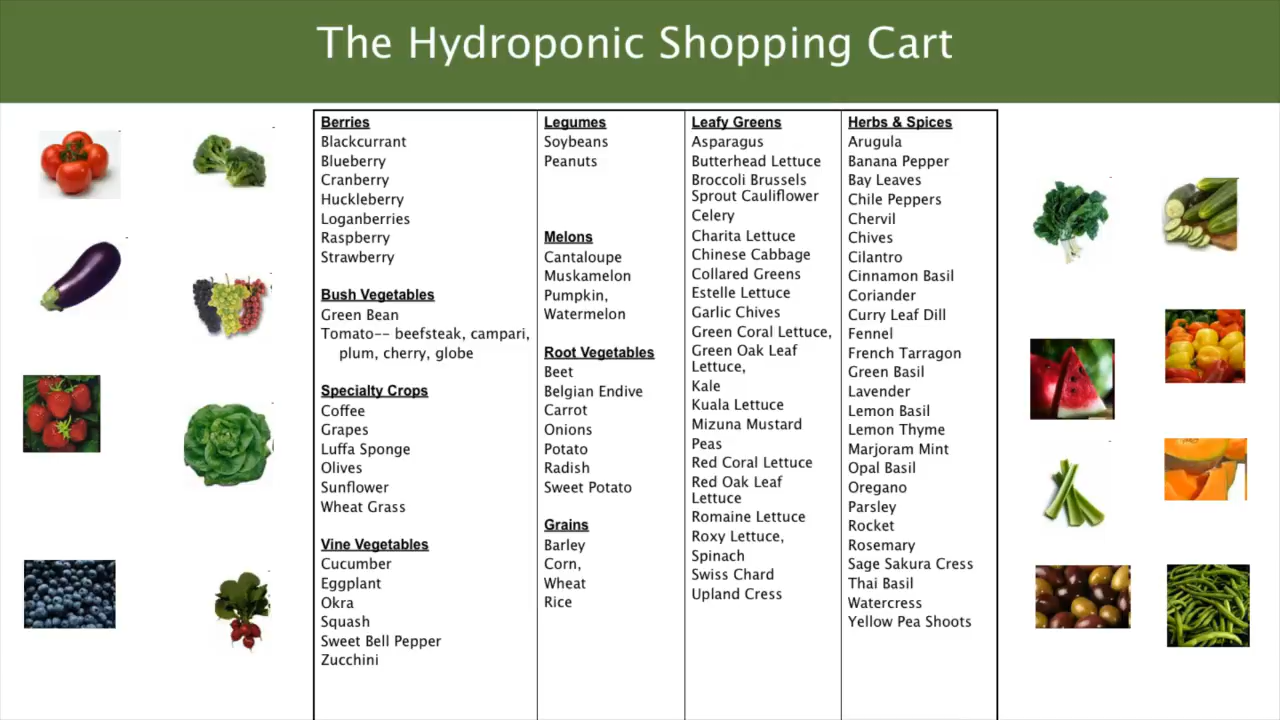 The Hydroponic Shopping Cart
Berries
Blackcurrant
Blueberry
Cranberry
Huckleberry
Loganberries
Raspberry
Strawberry
Bush Vegetables
Green Bean
Tomato-- beefsteak, campari,
plum, cherry, globe
Specialty Crops
Coffee
Grapes
Luffa Sponge
Olives
Sunflower
Wheat Grass
Vine Vegetables
Cucumber
Eggplant
Okra
Squash
Sweet Bell Pepper
Zucchini
Legumes
Soybeans
Peanuts
Melons
Cantaloupe
Muskamelon
Pumpkin,
Watermelon
Root Vegetables
Beet
Belgian Endive
Carrot
Onions
Potato
Radish
Sweet Potato
Grains
Barley
Corn,
Wheat
Rice
Leafy Greens
Asparagus
Butterhead Lettuce
Broccoli Brussels
Sprout Cauliflower
Celery
Charita Lettuce
Chinese Cabbage
Collared Greens
Estelle Lettuce
Garlic Chives
Green Coral Lettuce,
Green Oak Leaf
Lettuce,
Kale
Kuala Lettuce
Mizuna Mustard
Peas
Red Coral Lettuce
Red Oak Leaf
Lettuce
Romaine Lettuce
Roxy Lettuce,
Spinach
Swiss Chard
Upland Cress
Herbs & Spices
Arugula
Banana Pepper
Bay Leaves
Chile Peppers
Chervil
Chives
Cilantro
Cinnamon Basil
Coriander
Curry Leaf Dill
Fennel
French Tarragon
Green Basil
Lavender
Lemon Basil
Lemon Thyme
Marjoram Mint
Opal Basil
Oregano
Parsley
Rocket
Rosemary
Sage Sakura Cress
Thai Basil
Watercress
Yellow Pea Shoots